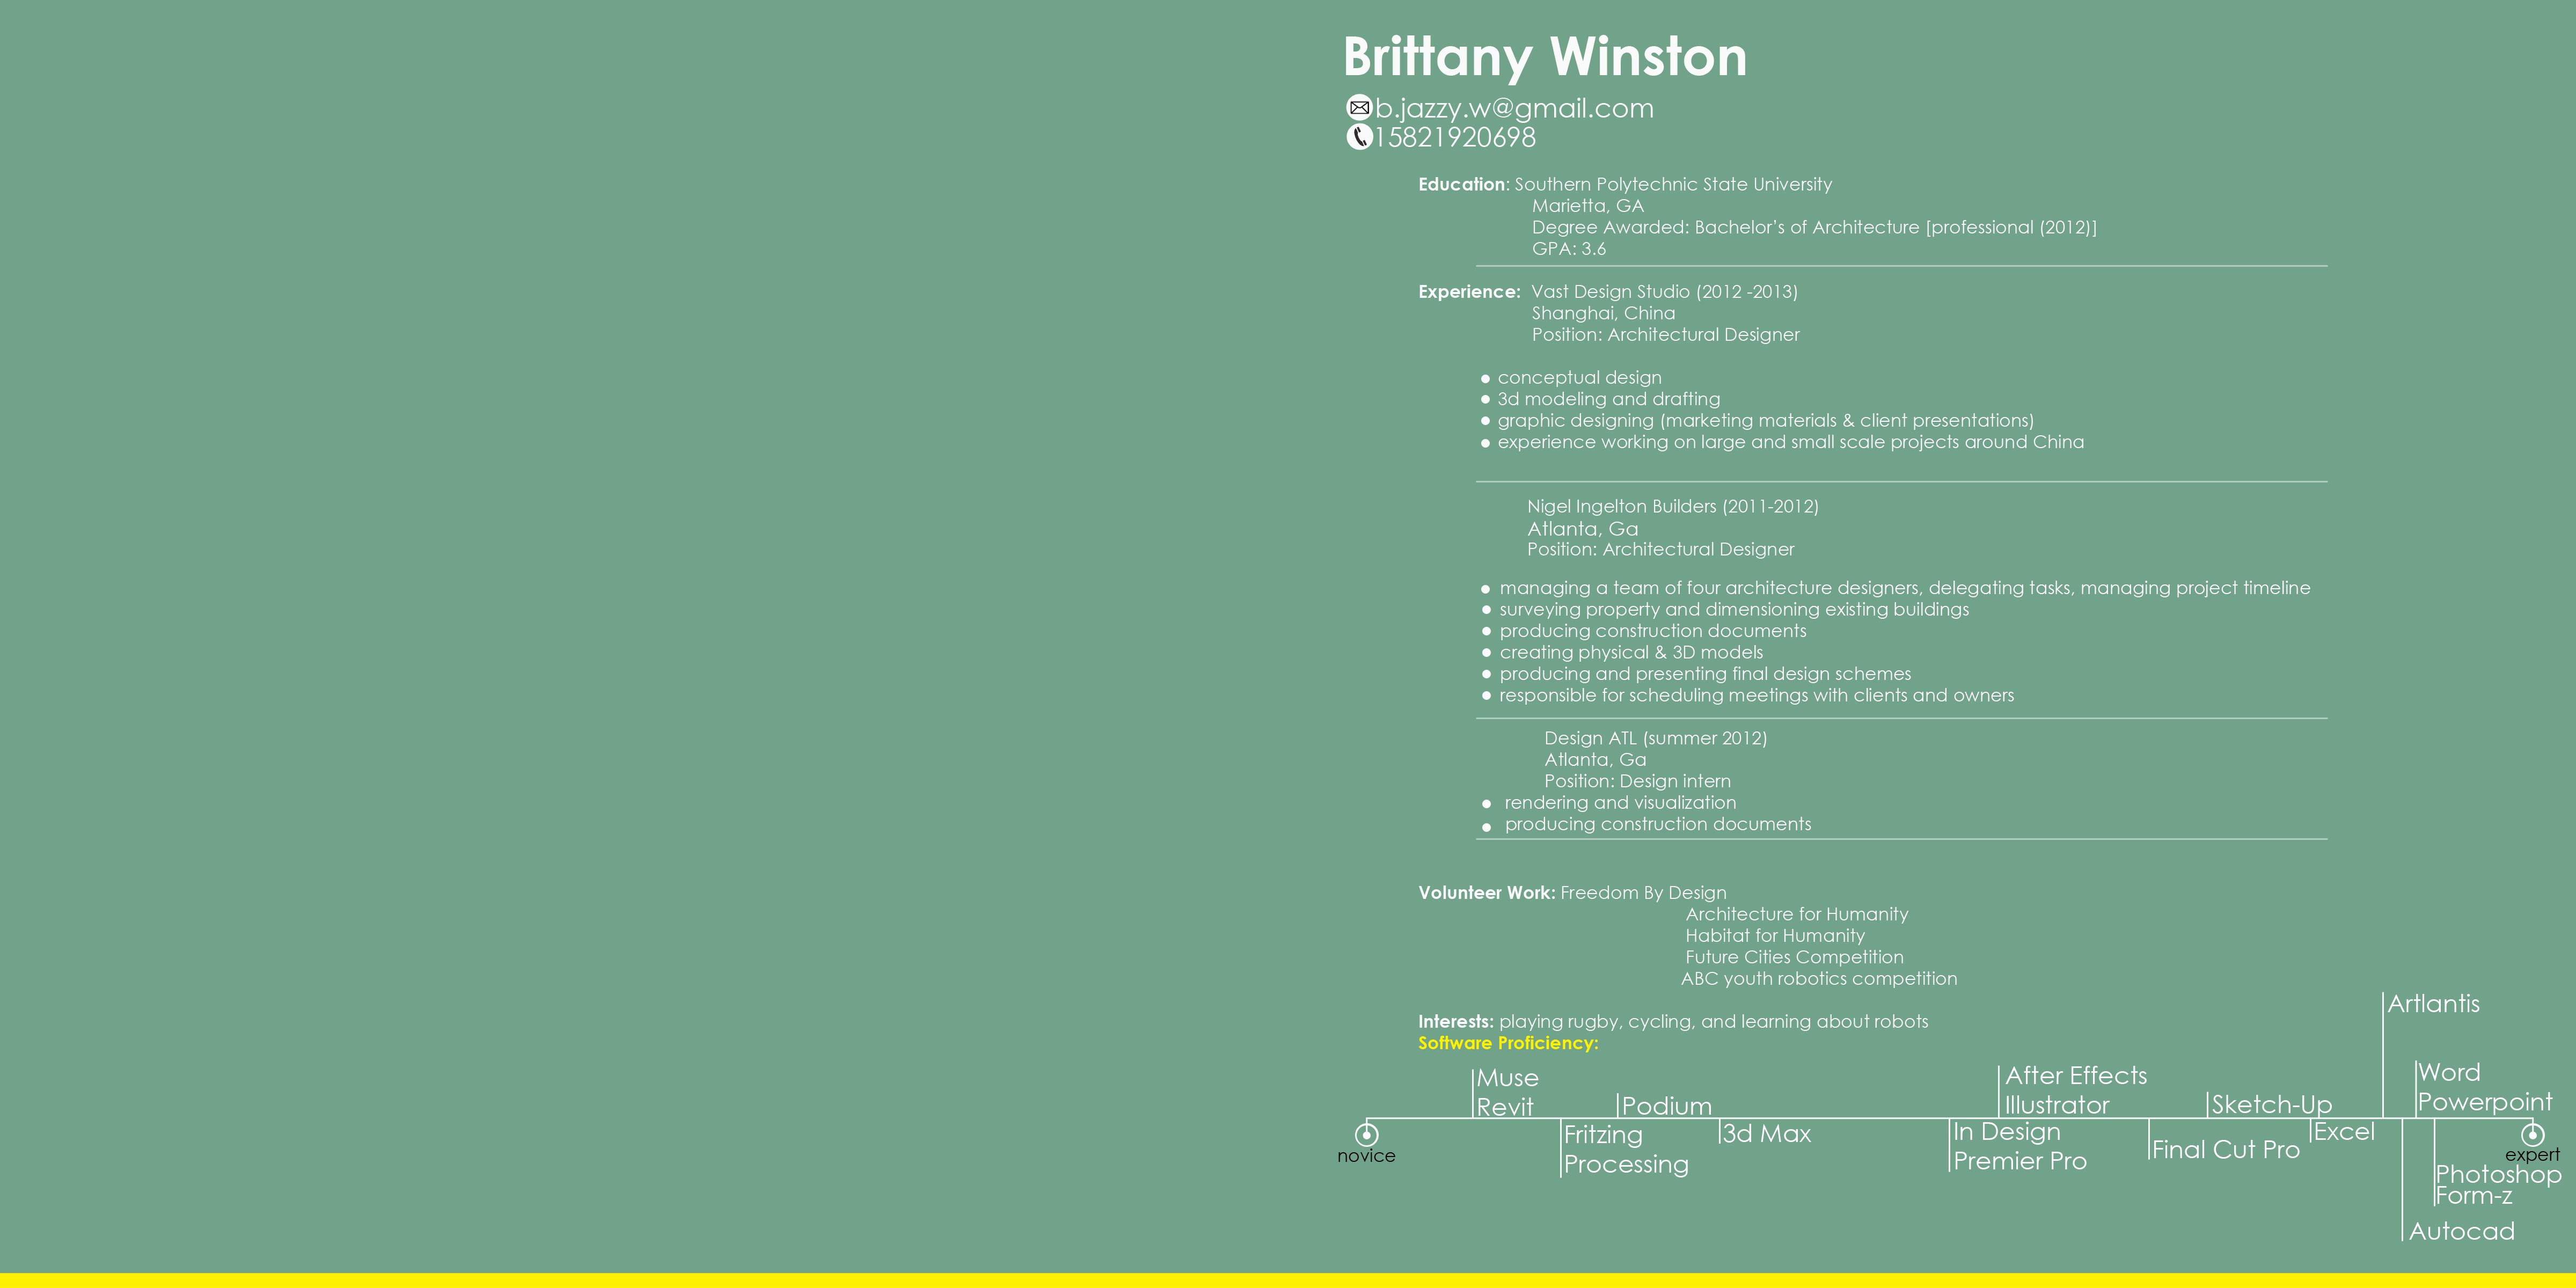 Brittany Winston
b.jazzy.w@gmail.com
15821920698
Education: Southern Polytechnic State University
Marietta, GA
Degree Awarded: Bachelor's of Architecture [professional (2012)]
GPA: 3.6
Experience: Vast Design Studio (2012 -2013)
Shanghai, China
Position: Architectural Designer
● conceptual design
● 3d modeling and drafting
● graphic designing (marketing materials & client presentations)
● experience working on large and small scale projects around China
Nigel Ingelton Builders (2011-2012)
Atlanta, Ga
Position: Architectural Designer
● managing a team of four architecture designers, delegating tasks, managing project timeline
● surveying property and dimensioning existing buildings
● producing construction documents
● creating physical & 3D models
● producing and presenting final design schemes
● responsible for scheduling meetings with clients and owners
Design ATL (summer 2012)
Atlanta, Ga
Position: Design intern
● rendering and visualization
● producing construction documents
Volunteer Work: Freedom By Design
Architecture for Humanity
Habitat for Humanity
Future Cities Competition
ABC youth robotics competition
Interests: playing rugby, cycling, and learning about robots
Software Proficiency:
novice
Muse
Revit
Fritzing
Processing
Podium
3d Max
In Design
Premier Pro
After Effects
Illustrator
Final Cut Pro
Sketch-Up
Excel
Artlantis
Autocad
Word
Powerpoint
Photoshop
Form-z
expert